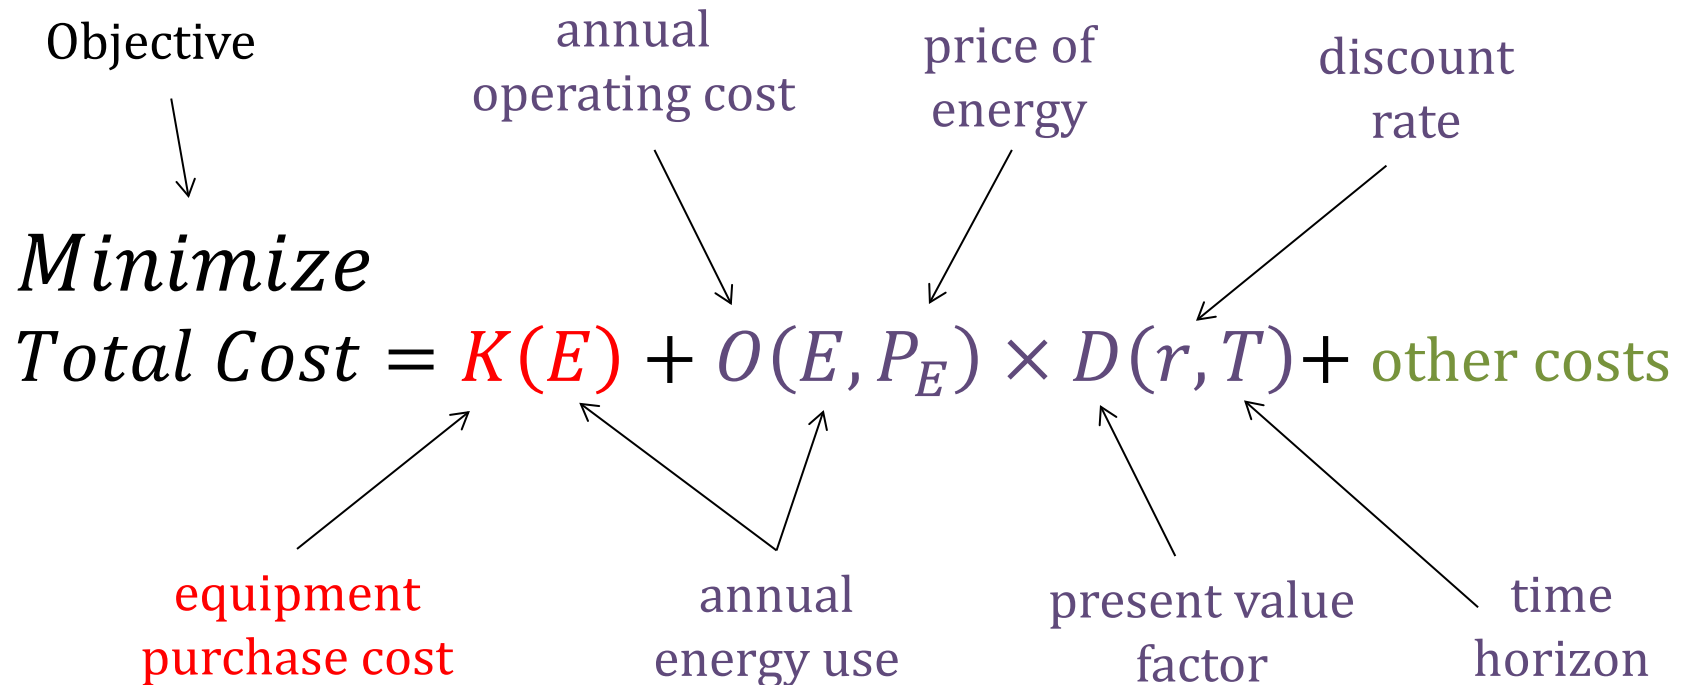 Objective
annual
operating cost
price of
energy
discount
rate
Minimize
Total Cost = K(E) + O(E, P_E) × D(r, T) + other costs
equipment
purchase cost
annual
energy use
present value
factor
time
horizon